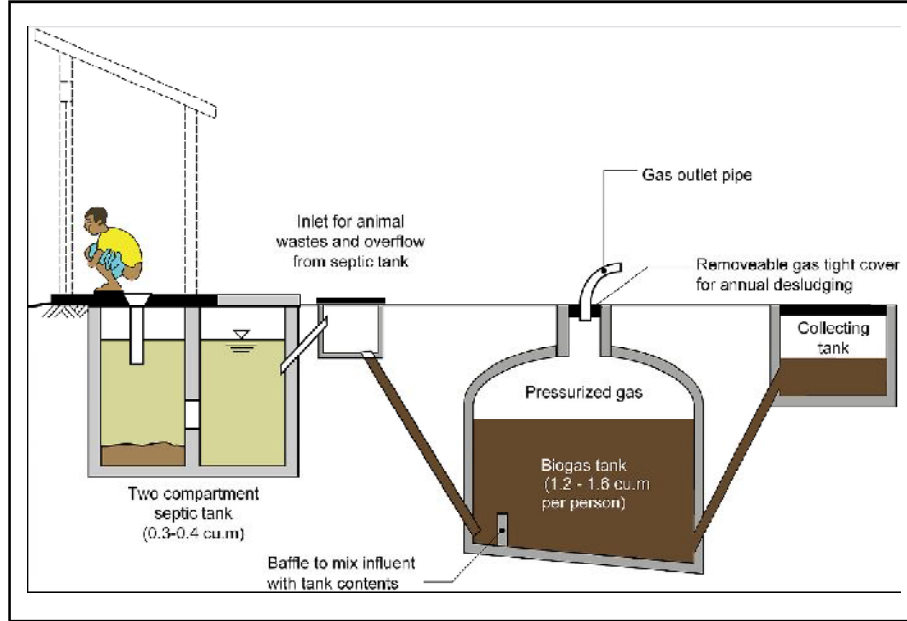 Gas outlet pipe
Inlet for animal
wastes and overflow
from septic tank
Removeable gas tight cover
for annual desludging
Collecting
tank
Pressurized gas
Biogas tank
(1.2 - 1.6 cu.m
per person)
Two compartment
septic tank
(0.3-0.4 cu.m)
Baffle to mix influent
with tank contents